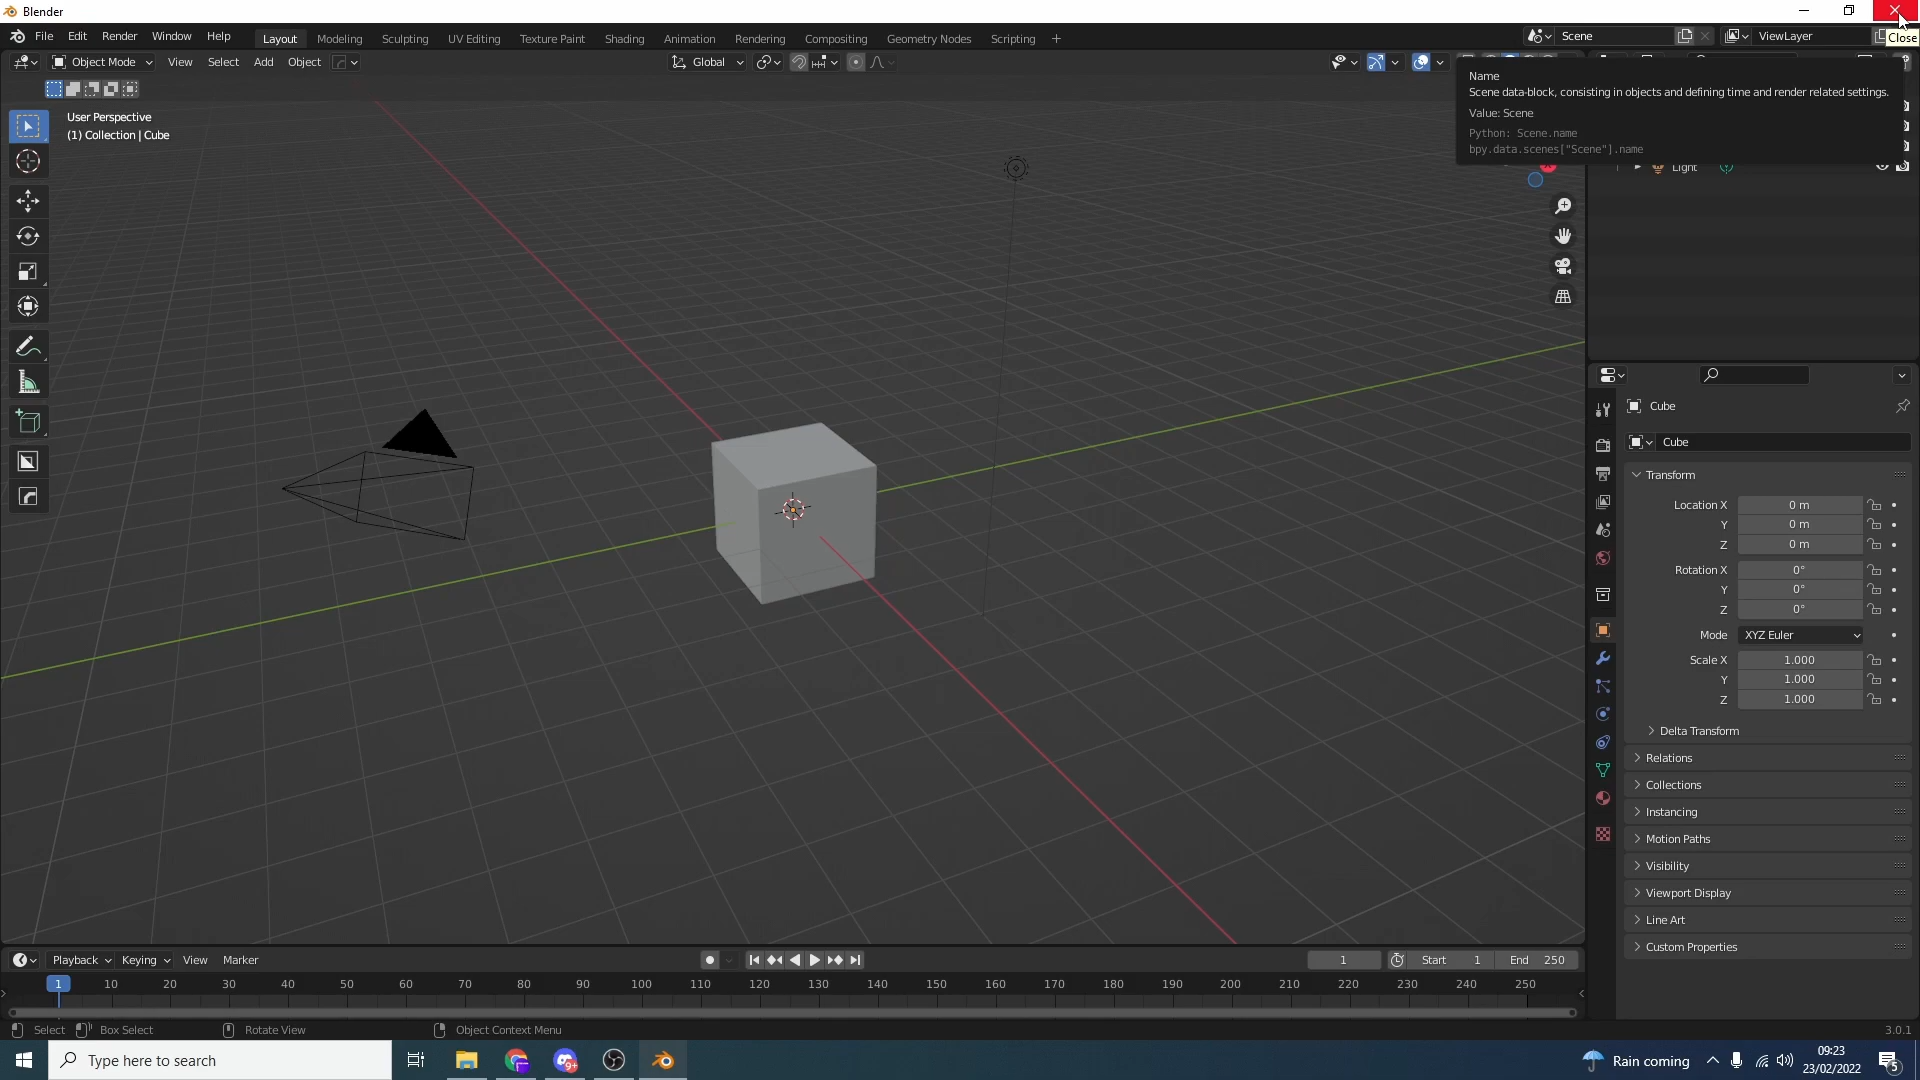 Blender
File Edit Render Window Help Layout Modeling Sculpting UV Editing Texture Paint Shading Animation Rendering Compositing Geometry Nodes Scripting + Scene ViewLayer
Close
Object Mode View Select Add Object Global
Name
Scene data-block, consisting in objects and defining time and render related settings.
Value: Scene
Python: Scene.name
bpy.data.scenes["Scene"].name
User Perspective
(1) Collection | Cube
Light
Cube
Cube
Transform
Location X 0 m
Y 0 m
Z 0 m
Rotation X 0°
Y 0°
Z 0°
Mode XYZ Euler
Scale X 1.000
Y 1.000
Z 1.000
Delta Transform
Relations
Collections
Instancing
Motion Paths
Visibility
Viewport Display
Line Art
Custom Properties
Playback Keying View Marker 1 Start 1 End 250
1 10 20 30 40 50 60 70 80 90 100 110 120 130 140 150 160 170 180 190 200 210 220 230 240 250
Select Box Select Rotate View Object Context Menu 3.0.1
Type here to search 9+ Rain coming 09:23
23/02/2022 5